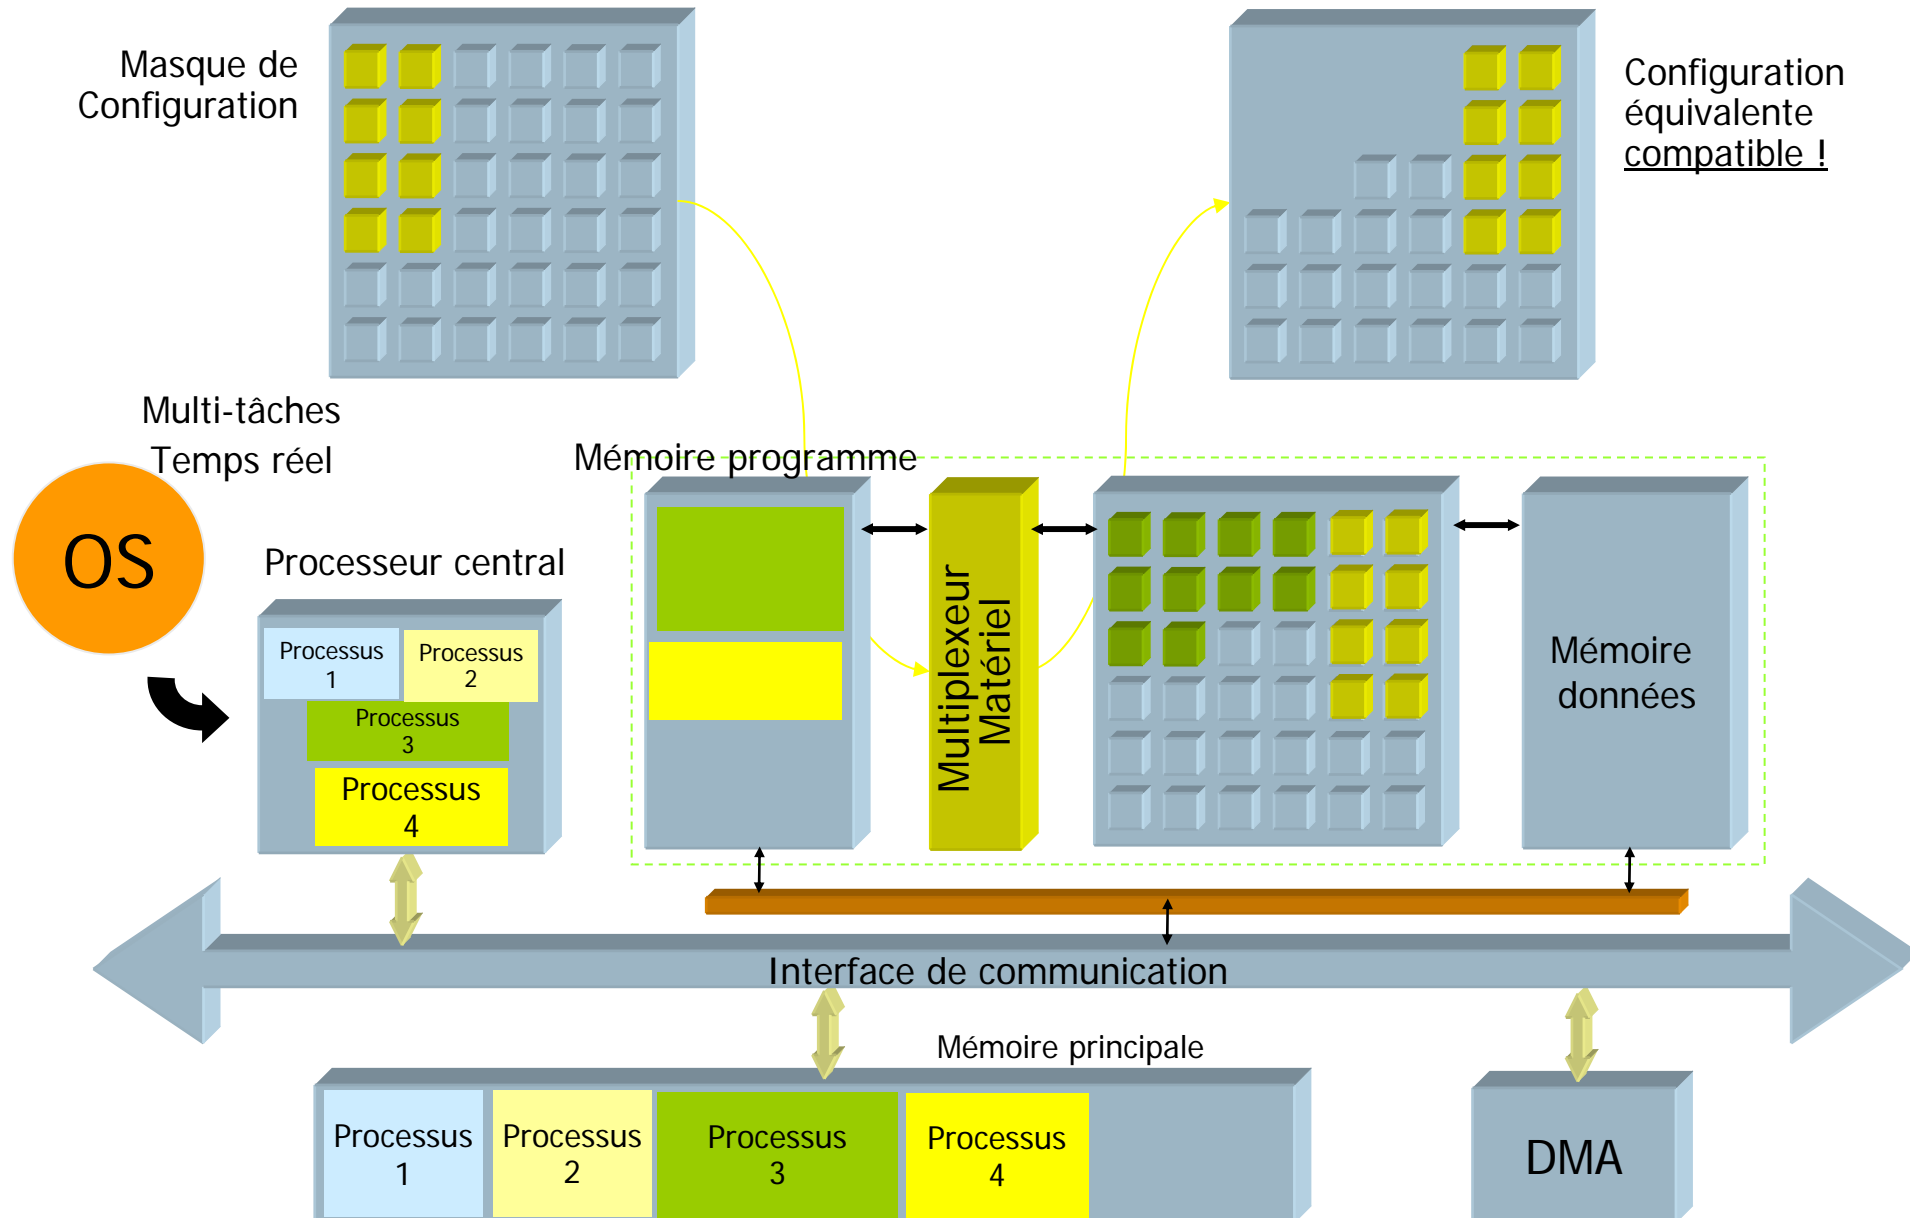 Masque de
Configuration
Configuration
équivalente
compatible !
Multi-tâches
Temps réel
OS
Mémoire programme
Processeur central
Processus
1
Processus
2
Processus
3
Processus
4
Multiplexeur
Matériel
Mémoire
données
Interface de communication
Mémoire principale
Processus
1
Processus
2
Processus
3
Processus
4
DMA